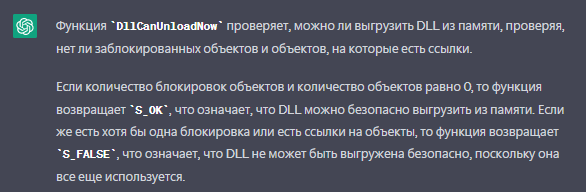 Функция `DllCanUnloadNow` проверяет, можно ли выгрузить DLL из памяти, проверяя,
нет ли заблокированных объектов и объектов, на которые есть ссылки.
Если количество блокировок объектов и количество объектов равно 0, то функция
возвращает `S_OK`, что означает, что DLL можно безопасно выгрузить из памяти. Если
же есть хотя бы одна блокировка или есть ссылки на объекты, то функция возвращает
`S_FALSE`, что означает, что DLL не может быть выгружена безопасно, поскольку она
все еще используется.